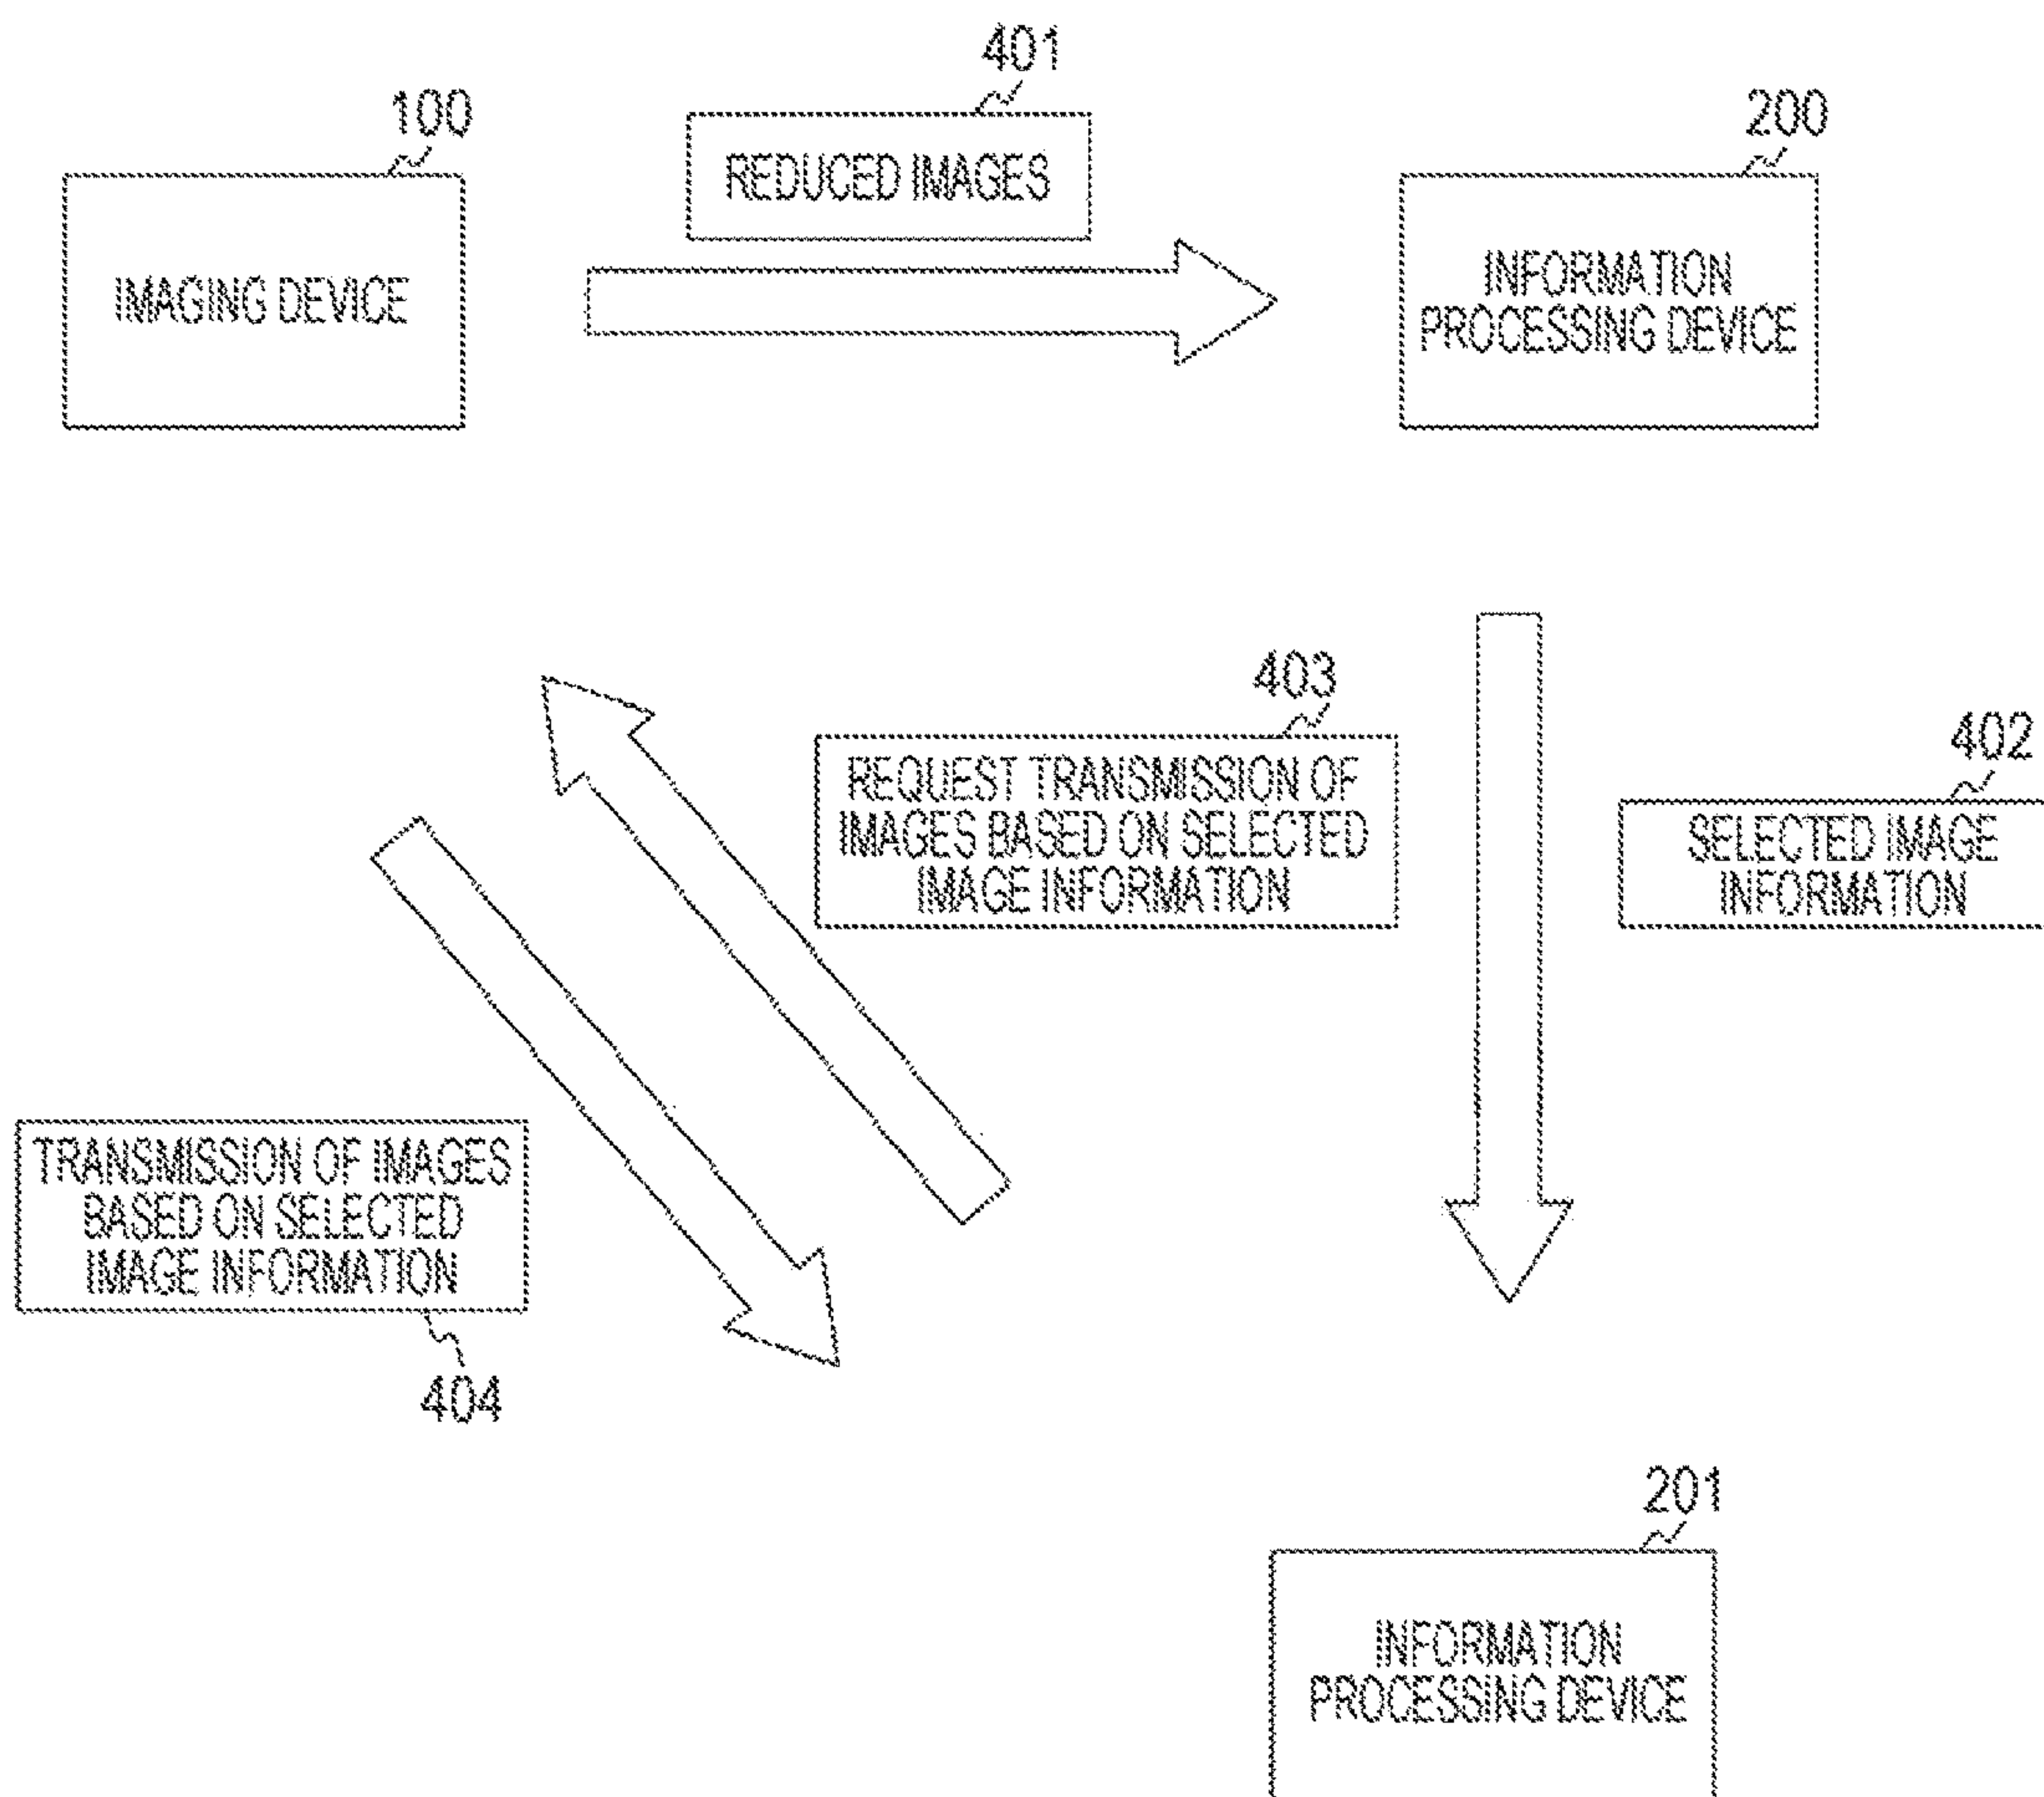 401
100
200
REDUCED IMAGES
IMAGING DEVICE
INFORMATION
PROCESSING DEVICE
403
402
REQUEST TRANSMISSION OF
IMAGES BASED ON SELECTED
IMAGE INFORMATION
SELECTED IMAGE
INFORMATION
TRANSMISSION OF IMAGES
BASED ON SELECTED
IMAGE INFORMATION
404
201
INFORMATION
PROCESSING DEVICE